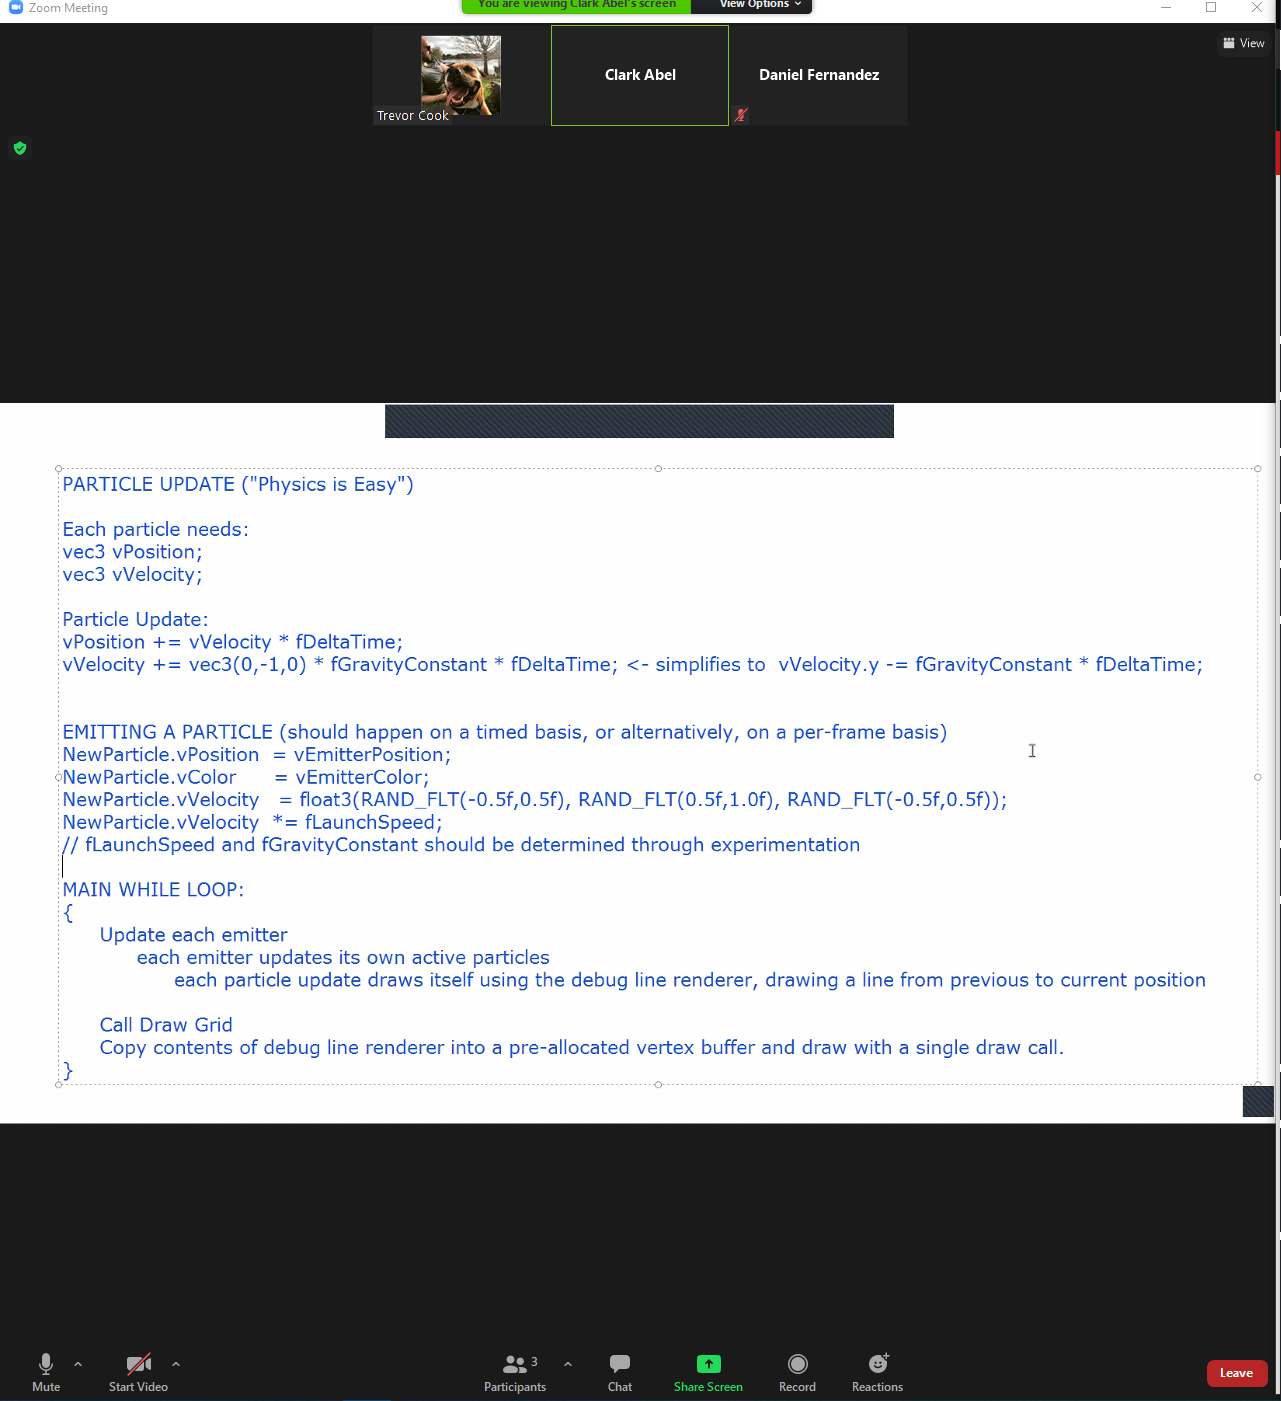 Zoom Meeting
You are viewing Clark Abel's screen
View Options
View
Trevor Cook
Clark Abel
Daniel Fernandez
PARTICLE UPDATE ("Physics is Easy")
Each particle needs:
vec3 vPosition;
vec3 vVelocity;
Particle Update:
vPosition += vVelocity * fDeltaTime;
vVelocity += vec3(0,-1,0) * fGravityConstant * fDeltaTime; <- simplifies to  vVelocity.y -= fGravityConstant * fDeltaTime;
EMITTING A PARTICLE (should happen on a timed basis, or alternatively, on a per-frame basis)
NewParticle.vPosition  = vEmitterPosition;
NewParticle.vColor      = vEmitterColor;
NewParticle.vVelocity   = float3(RAND_FLT(-0.5f,0.5f), RAND_FLT(0.5f,1.0f), RAND_FLT(-0.5f,0.5f));
NewParticle.vVelocity  *= fLaunchSpeed;
// fLaunchSpeed and fGravityConstant should be determined through experimentation
MAIN WHILE LOOP:
{
Update each emitter
each emitter updates its own active particles
each particle update draws itself using the debug line renderer, drawing a line from previous to current position
Call Draw Grid
Copy contents of debug line renderer into a pre-allocated vertex buffer and draw with a single draw call.
}
Mute
Start Video
3
Participants
Chat
Share Screen
Record
Reactions
Leave